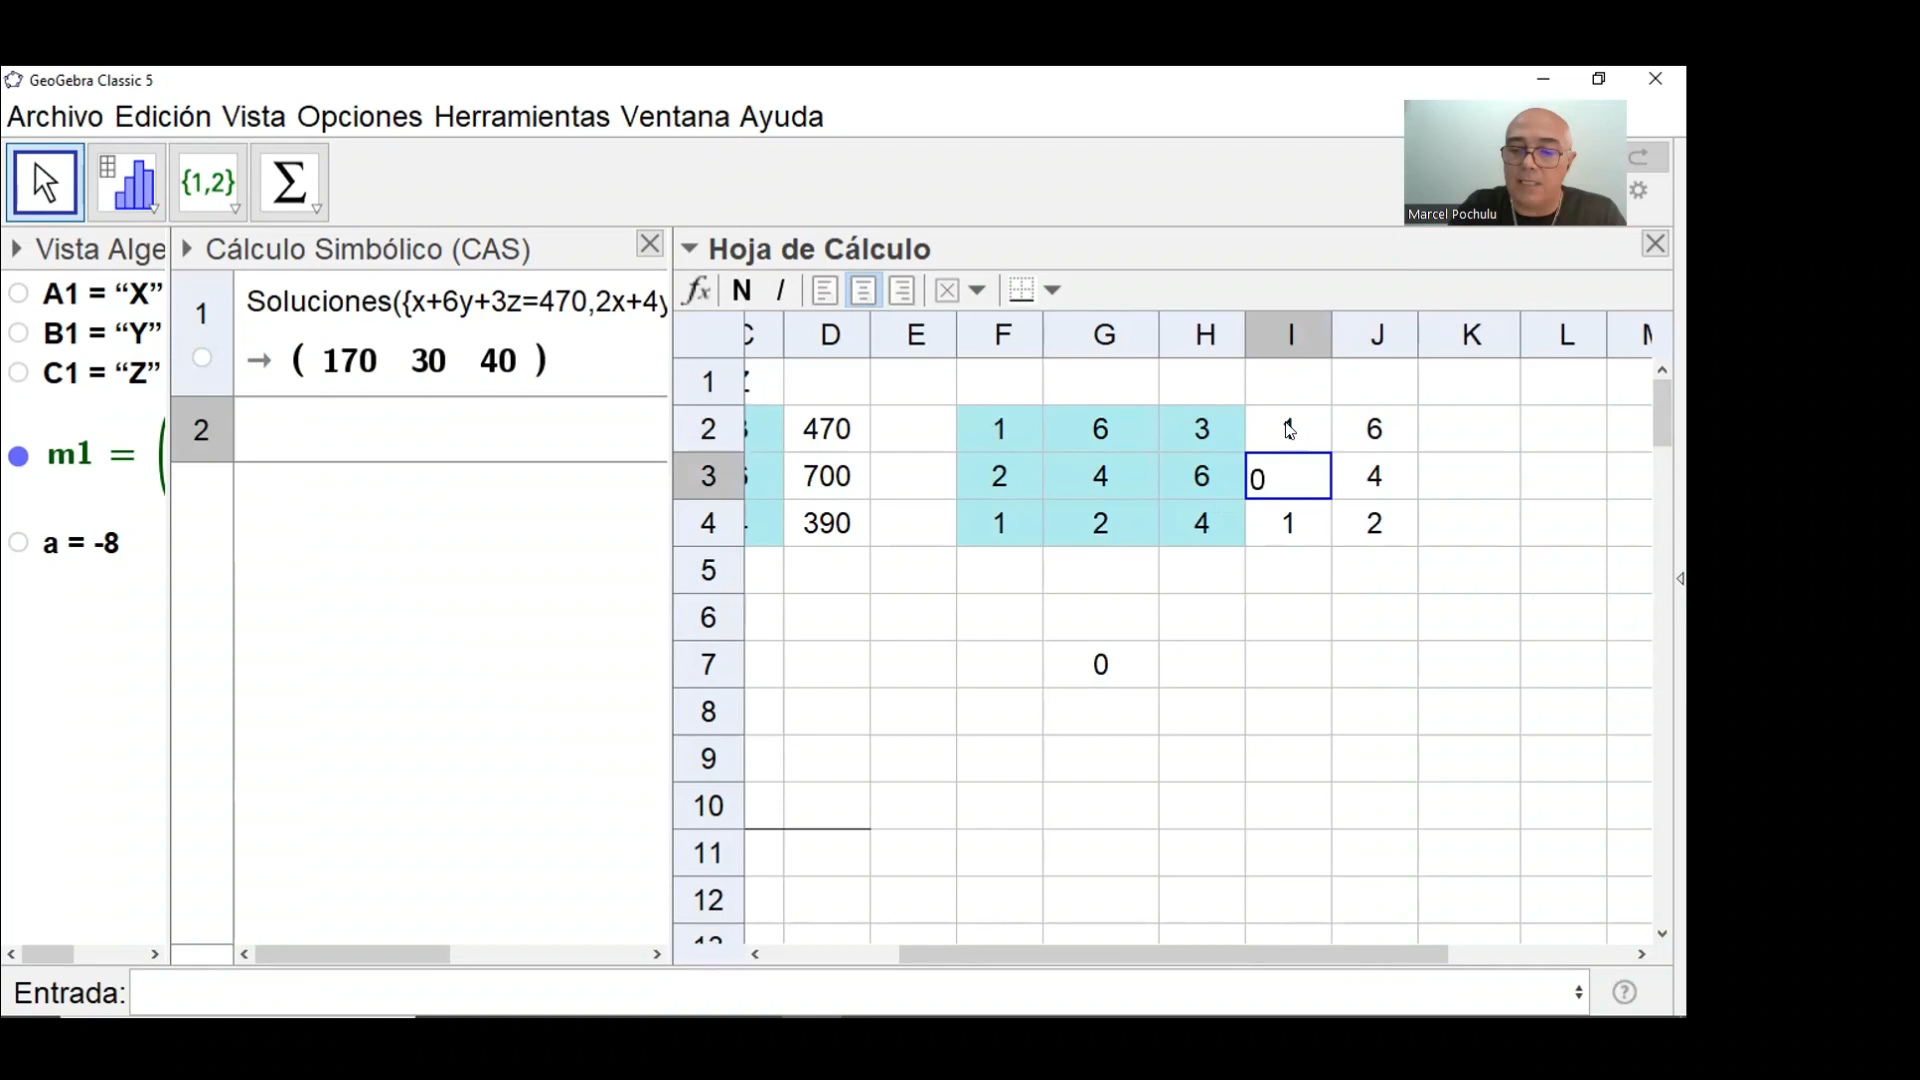 GeoGebra Classic 5
Archivo Edición Vista Opciones Herramientas Ventana Ayuda
{1,2} Σ
Marcel Pochulu
Vista Alge
A1 = “X”
B1 = “Y”
C1 = “Z”
m1 = (
a = -8
Cálculo Simbólico (CAS)
1 Soluciones({x+6y+3z=470,2x+4y
→ ( 170 30 40 )
2
Hoja de Cálculo
fx N I
C D E F G H I J K L M
1 Z
2 470 1 6 3 6
3 700 2 4 6 0 4
4 390 1 2 4 1 2
5
6
7 0
8
9
10
11
12
13
Entrada: